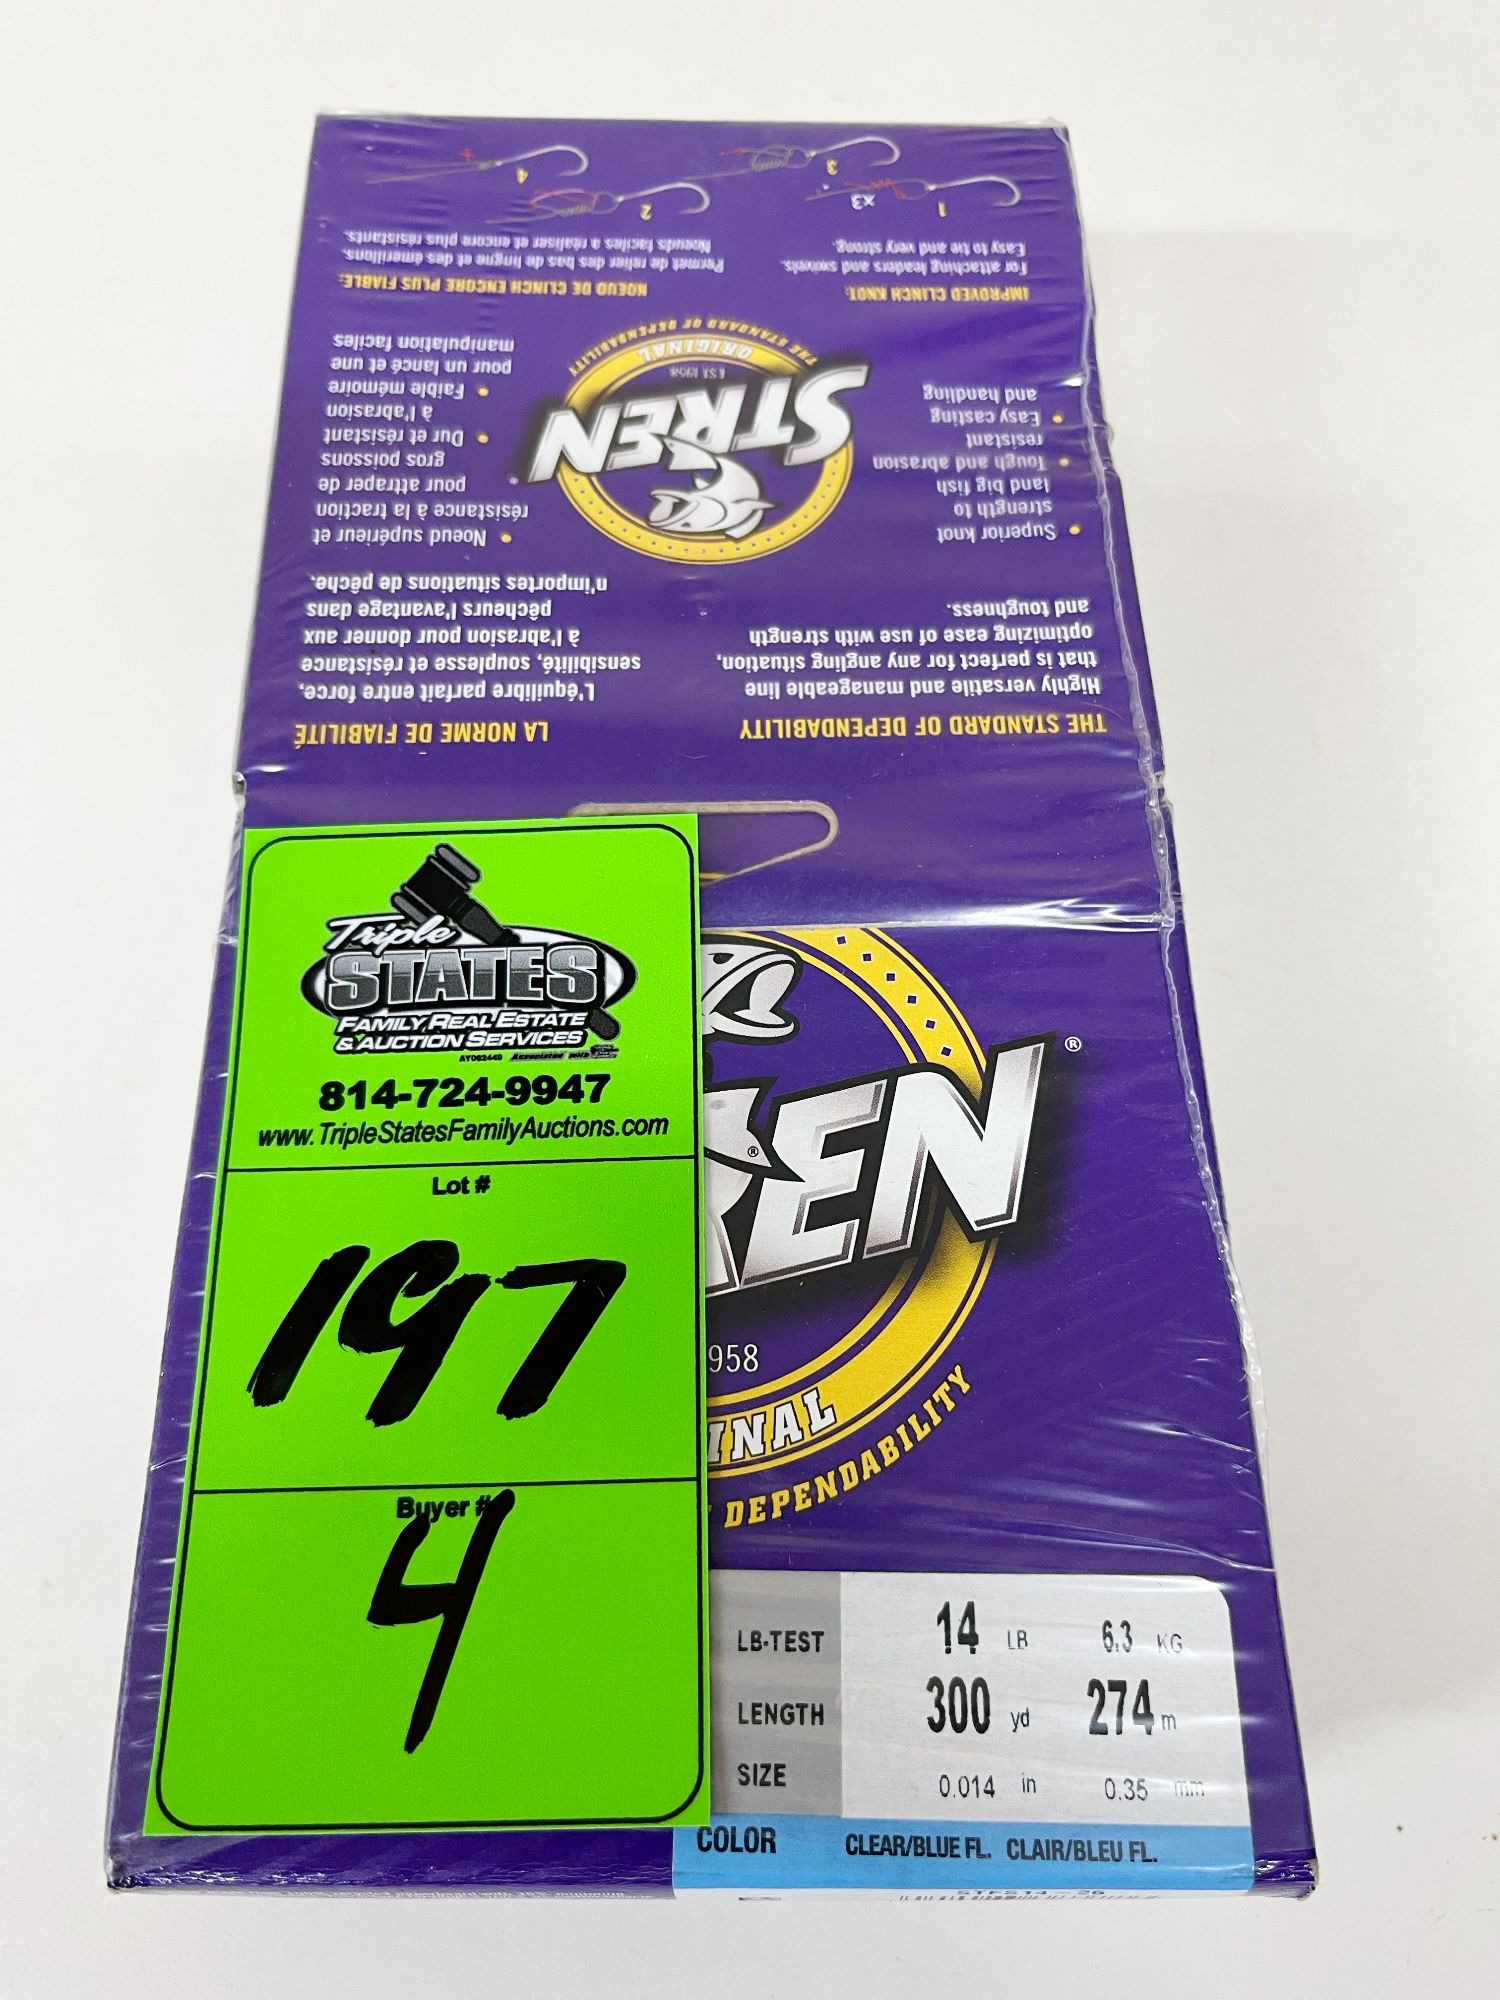 THE STANDARD OF DEPENDABILITY
Highly versatile and manageable line
that is perfect for any angling situation,
optimizing ease of use with strength
and toughness.
LA NORME DE FIABILITÉ
L'équilibre parfait entre force,
sensibilité, souplesse et résistance
à l'abrasion pour donner aux
pêcheurs l'avantage dans
n'importes situations de pêche.
• Superior knot
strength to
land big fish
• Tough and abrasion
resistant
• Easy casting
and handling
STREN
EST. 1958
ORIGINAL
THE STANDARD OF DEPENDABILITY
• Noeud supérieur et
résistance à la traction
pour attraper de
gros poissons
• Dur et résistant
à l'abrasion
• Faible mémoire
pour un lancé et une
manipulation faciles
IMPROVED CLINCH KNOT:
For attaching leaders and swivels
Easy to tie and very strong.
NOEUD DE CLINCH ENCORE PLUS FIABLE:
Permet de relier des bas de lingne et des émerillons.
Noeuds faciles a réaliser et encore plus résistants.
1 x3
2
3
4
Triple
STATES
FAMILY REAL ESTATE
& AUCTION SERVICES
AY002448 Associated with
814-724-9947
www.TripleStatesFamilyAuctions.com
Lot #
197
Buyer #
4
REN®
®
958
INAL
DEPENDABILITY
LB-TEST 14 LB 6.3 KG
LENGTH 300 yd 274 m
SIZE 0.014 in 0.35 mm
COLOR CLEAR/BLUE FL. CLAIR/BLEU FL.